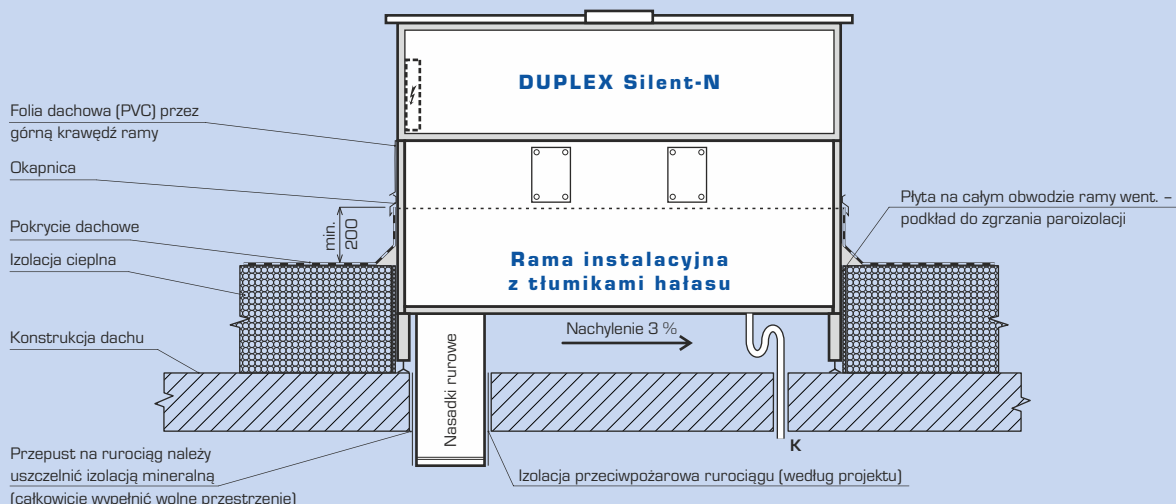 DUPLEX Silent-N
Folia dachowa (PVC) przez
górną krawędź ramy
Okapnica
Płyta na całym obwodzie ramy went. –
podkład do zgrzania paroizolacji
Pokrycie dachowe
min.
200
Izolacja cieplna
Rama instalacyjna
z tłumikami hałasu
Konstrukcja dachu
Nachylenie 3 %
Nasadki rurowe
K
Przepust na rurociąg należy
uszczelnić izolacją mineralną
(całkowicie wypełnić wolne przestrzenie)
Izolacja przeciwpożarowa rurociągu (według projektu)